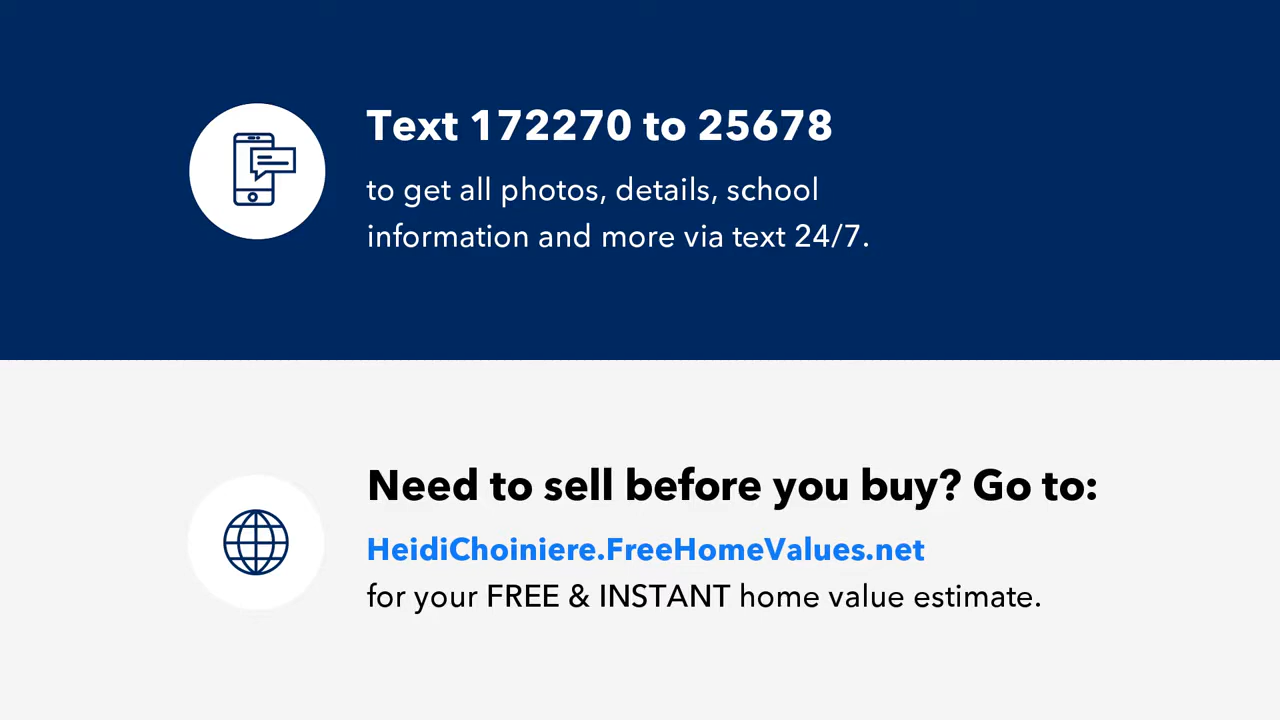 Text 172270 to 25678
to get all photos, details, school
information and more via text 24/7.
Need to sell before you buy? Go to:
HeidiChoiniere.FreeHomeValues.net
for your FREE & INSTANT home value estimate.